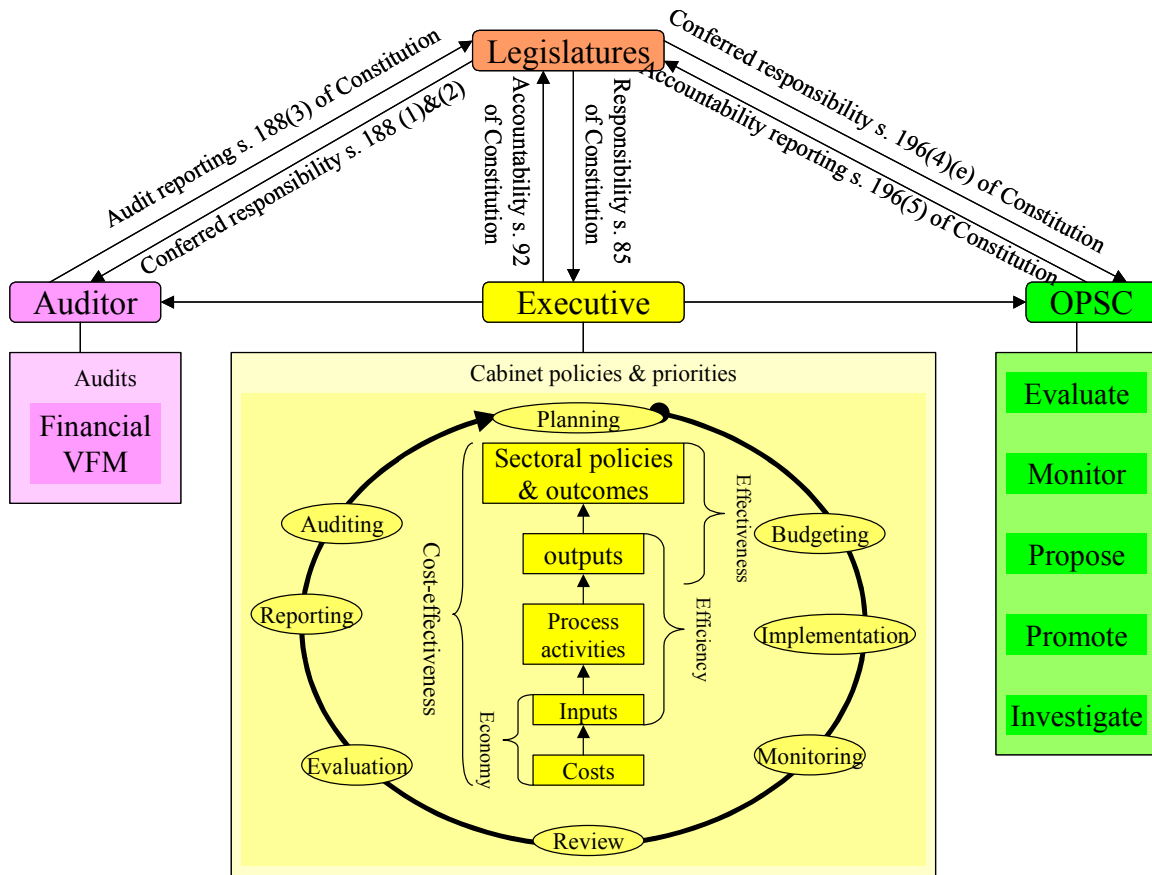 Legislatures
Audit reporting s. 188(3) of Constitution
Conferred responsibility s. 188 (1)&(2)
Accountability s. 92
of Constitution
Responsibility s. 85
of Constitution
Conferred responsibility s. 196(4)(e) of Constitution
Accountability reporting s. 196(5) of Constitution
Auditor
Executive
OPSC
Audits
Financial
VFM
Cabinet policies & priorities
Planning
Sectoral policies
& outcomes
outputs
Process
activities
Inputs
Costs
Cost-effectiveness
Economy
Efficiency
Effectiveness
Budgeting
Implementation
Monitoring
Review
Evaluation
Reporting
Auditing
Evaluate
Monitor
Propose
Promote
Investigate